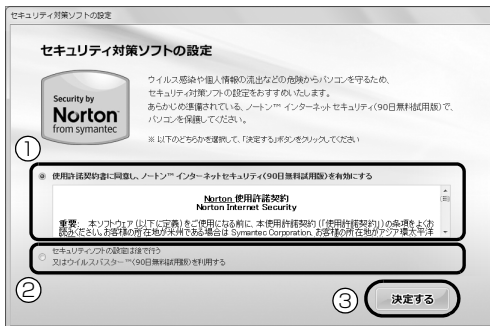 セキュリティ対策ソフトの設定
セキュリティ対策ソフトの設定
Security by
Norton
from symantec
ウイルス感染や個人情報の流出などの危険からパソコンを守るため、
セキュリティ対策ソフトの設定をおすすめいたします。
あらかじめ準備されている、ノートン™ インターネットセキュリティ(90日無料試用版)で、
パソコンを保護してください。
※ 以下のどちらかを選択して、「決定する」ボタンをクリックしてください
①
使用許諾契約書に同意し、ノートン™ インターネットセキュリティ(90日無料試用版)を有効にする
Norton 使用許諾契約
Norton Internet Security
重要: 本ソフトウェア(以下に定義)をご使用になる前に、本使用許諾契約(「使用許諾契約」)の条項をよくお
読みください。お客様の所在地が米州である場合は Symantec Corporation、お客様の所在地がアジア環太平洋
セキュリティソフトの設定は後で行う
又はウイルスバスター™(90日無料試用版)を利用する
②
③
決定する